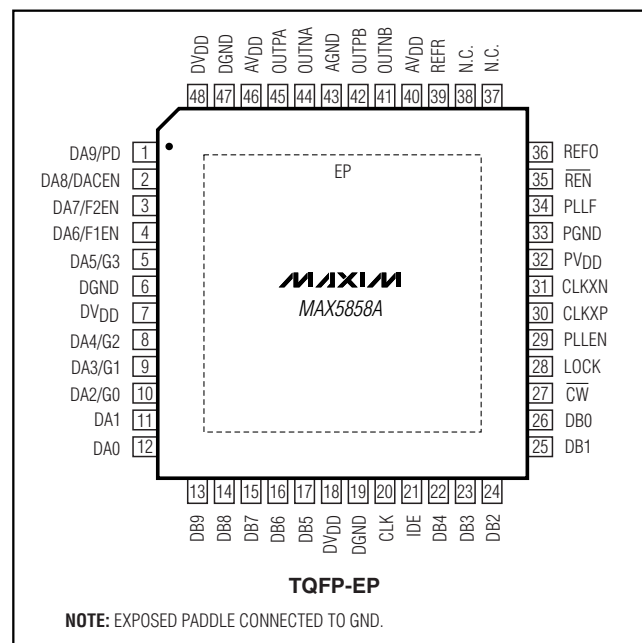 DVDD
DGND
AVDD
OUTPA
OUTNA
AGND
OUTPB
OUTNB
AVDD
REFR
N.C.
N.C.
48 47 46 45 44 43 42 41 40 39 38 37
DA9/PD 1
DA8/DACEN 2
DA7/F2EN 3
DA6/F1EN 4
DA5/G3 5
DGND 6
DVDD 7
DA4/G2 8
DA3/G1 9
DA2/G0 10
DA1 11
DA0 12
EP
MAXIM
MAX5858A
36 REFO
35 REN
34 PLLF
33 PGND
32 PVDD
31 CLKXN
30 CLKXP
29 PLLEN
28 LOCK
27 CW
26 DB0
25 DB1
13 14 15 16 17 18 19 20 21 22 23 24
DB9
DB8
DB7
DB6
DB5
DVDD
DGND
CLK
IDE
DB4
DB3
DB2
TQFP-EP
NOTE: EXPOSED PADDLE CONNECTED TO GND.